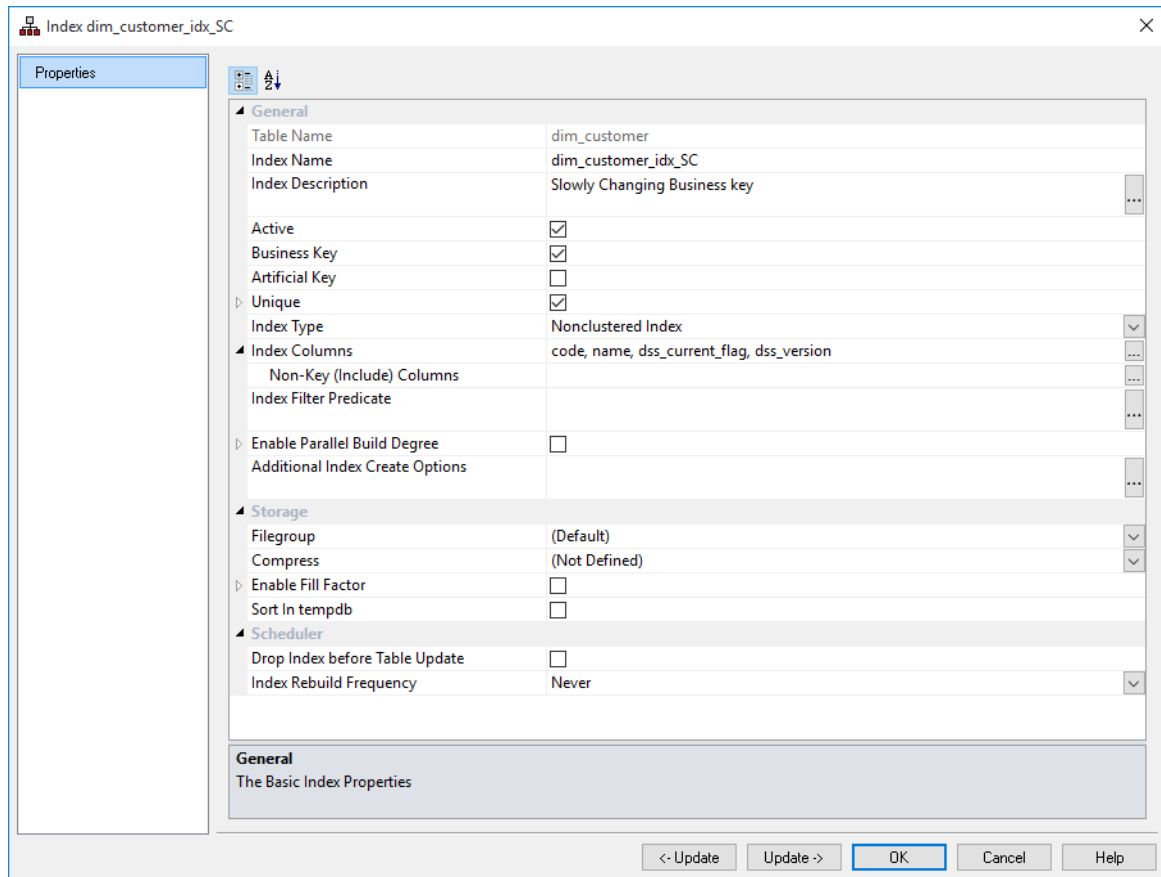 Index dim_customer_idx_SC
Properties
General
Table Name dim_customer
Index Name dim_customer_idx_SC
Index Description Slowly Changing Business key
...
Active
Business Key
Artificial Key
Unique
Index Type Nonclustered Index
Index Columns code, name, dss_current_flag, dss_version ...
Non-Key (Include) Columns ...
Index Filter Predicate
...
Enable Parallel Build Degree
Additional Index Create Options
...
Storage
Filegroup (Default)
Compress (Not Defined)
Enable Fill Factor
Sort In tempdb
Scheduler
Drop Index before Table Update
Index Rebuild Frequency Never
General
The Basic Index Properties
<- Update Update -> OK Cancel Help